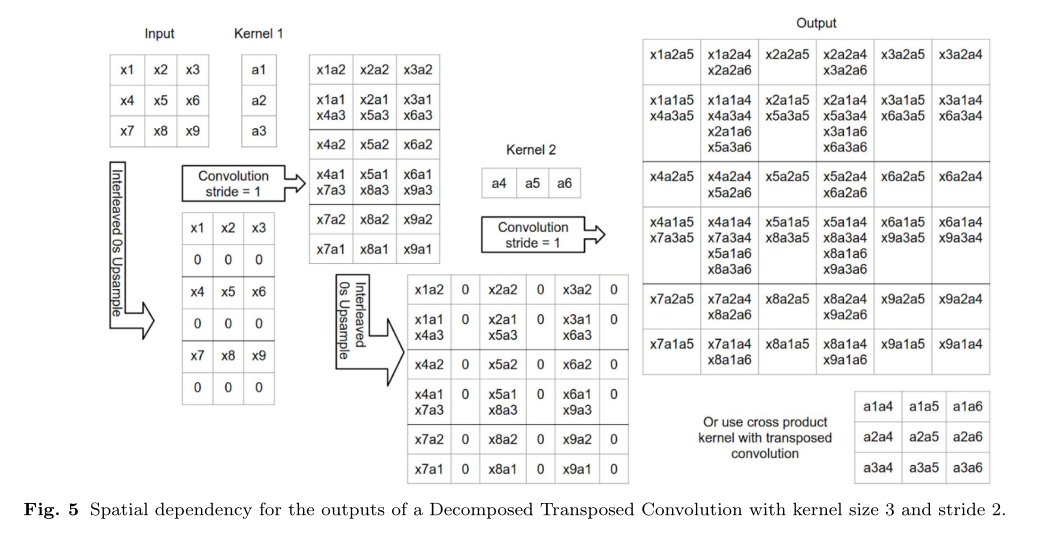 Input
Kernel 1
x1 x2 x3
x4 x5 x6
x7 x8 x9
a1
a2
a3
Interleaved 0s Upsample
Convolution
stride = 1
x1 x2 x3
0 0 0
x4 x5 x6
0 0 0
x7 x8 x9
0 0 0
x1a2 x2a2 x3a2
x1a1 x2a1 x3a1
x4a3 x5a3 x6a3
x4a2 x5a2 x6a2
x4a1 x5a1 x6a1
x7a3 x8a3 x9a3
x7a2 x8a2 x9a2
x7a1 x8a1 x9a1
Interleaved
0s Upsample
Kernel 2
a4 a5 a6
Convolution
stride = 1
x1a2 0 x2a2 0 x3a2 0
x1a1 0 x2a1 0 x3a1 0
x4a3 x5a3 x6a3
x4a2 0 x5a2 0 x6a2 0
x4a1 0 x5a1 0 x6a1 0
x7a3 x8a3 x9a3
x7a2 0 x8a2 0 x9a2 0
x7a1 0 x8a1 0 x9a1 0
Output
x1a2a5 x1a2a4 x2a2a5 x2a2a4 x3a2a5 x3a2a4
x2a2a6 x3a2a6
x1a1a5 x1a1a4 x2a1a5 x2a1a4 x3a1a5 x3a1a4
x4a3a5 x4a3a4 x5a3a5 x5a3a4 x6a3a5 x6a3a4
x2a1a6 x3a1a6
x5a3a6 x6a3a6
x4a2a5 x4a2a4 x5a2a5 x5a2a4 x6a2a5 x6a2a4
x5a2a6 x6a2a6
x4a1a5 x4a1a4 x5a1a5 x5a1a4 x6a1a5 x6a1a4
x7a3a5 x7a3a4 x8a3a5 x8a3a4 x9a3a5 x9a3a4
x5a1a6 x8a1a6
x8a3a6 x9a3a6
x7a2a5 x7a2a4 x8a2a5 x8a2a4 x9a2a5 x9a2a4
x8a2a6 x9a2a6
x7a1a5 x7a1a4 x8a1a5 x8a1a4 x9a1a5 x9a1a4
x8a1a6 x9a1a6
Or use cross product
kernel with transposed
convolution
a1a4 a1a5 a1a6
a2a4 a2a5 a2a6
a3a4 a3a5 a3a6
Fig. 5 Spatial dependency for the outputs of a Decomposed Transposed Convolution with kernel size 3 and stride 2.